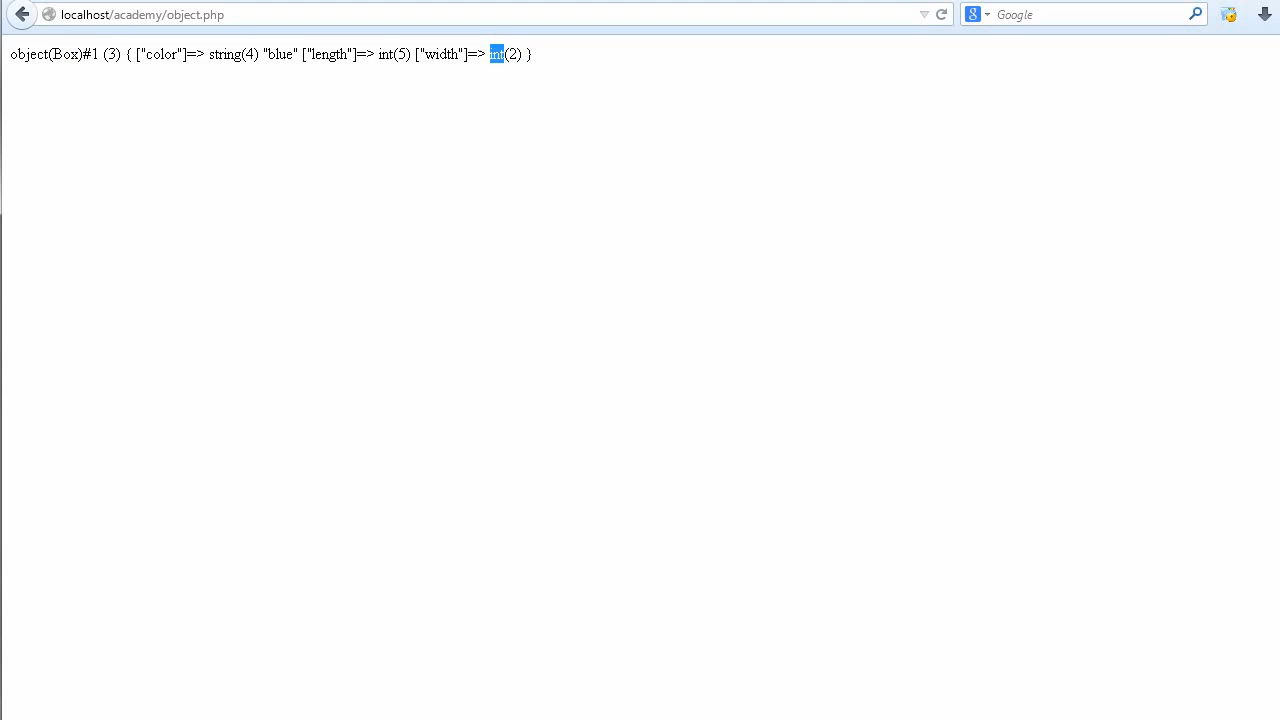 localhost/academy/object.php
Google
object(Box)#1 (3) { ["color"]=> string(4) "blue" ["length"]=> int(5) ["width"]=> int(2) }